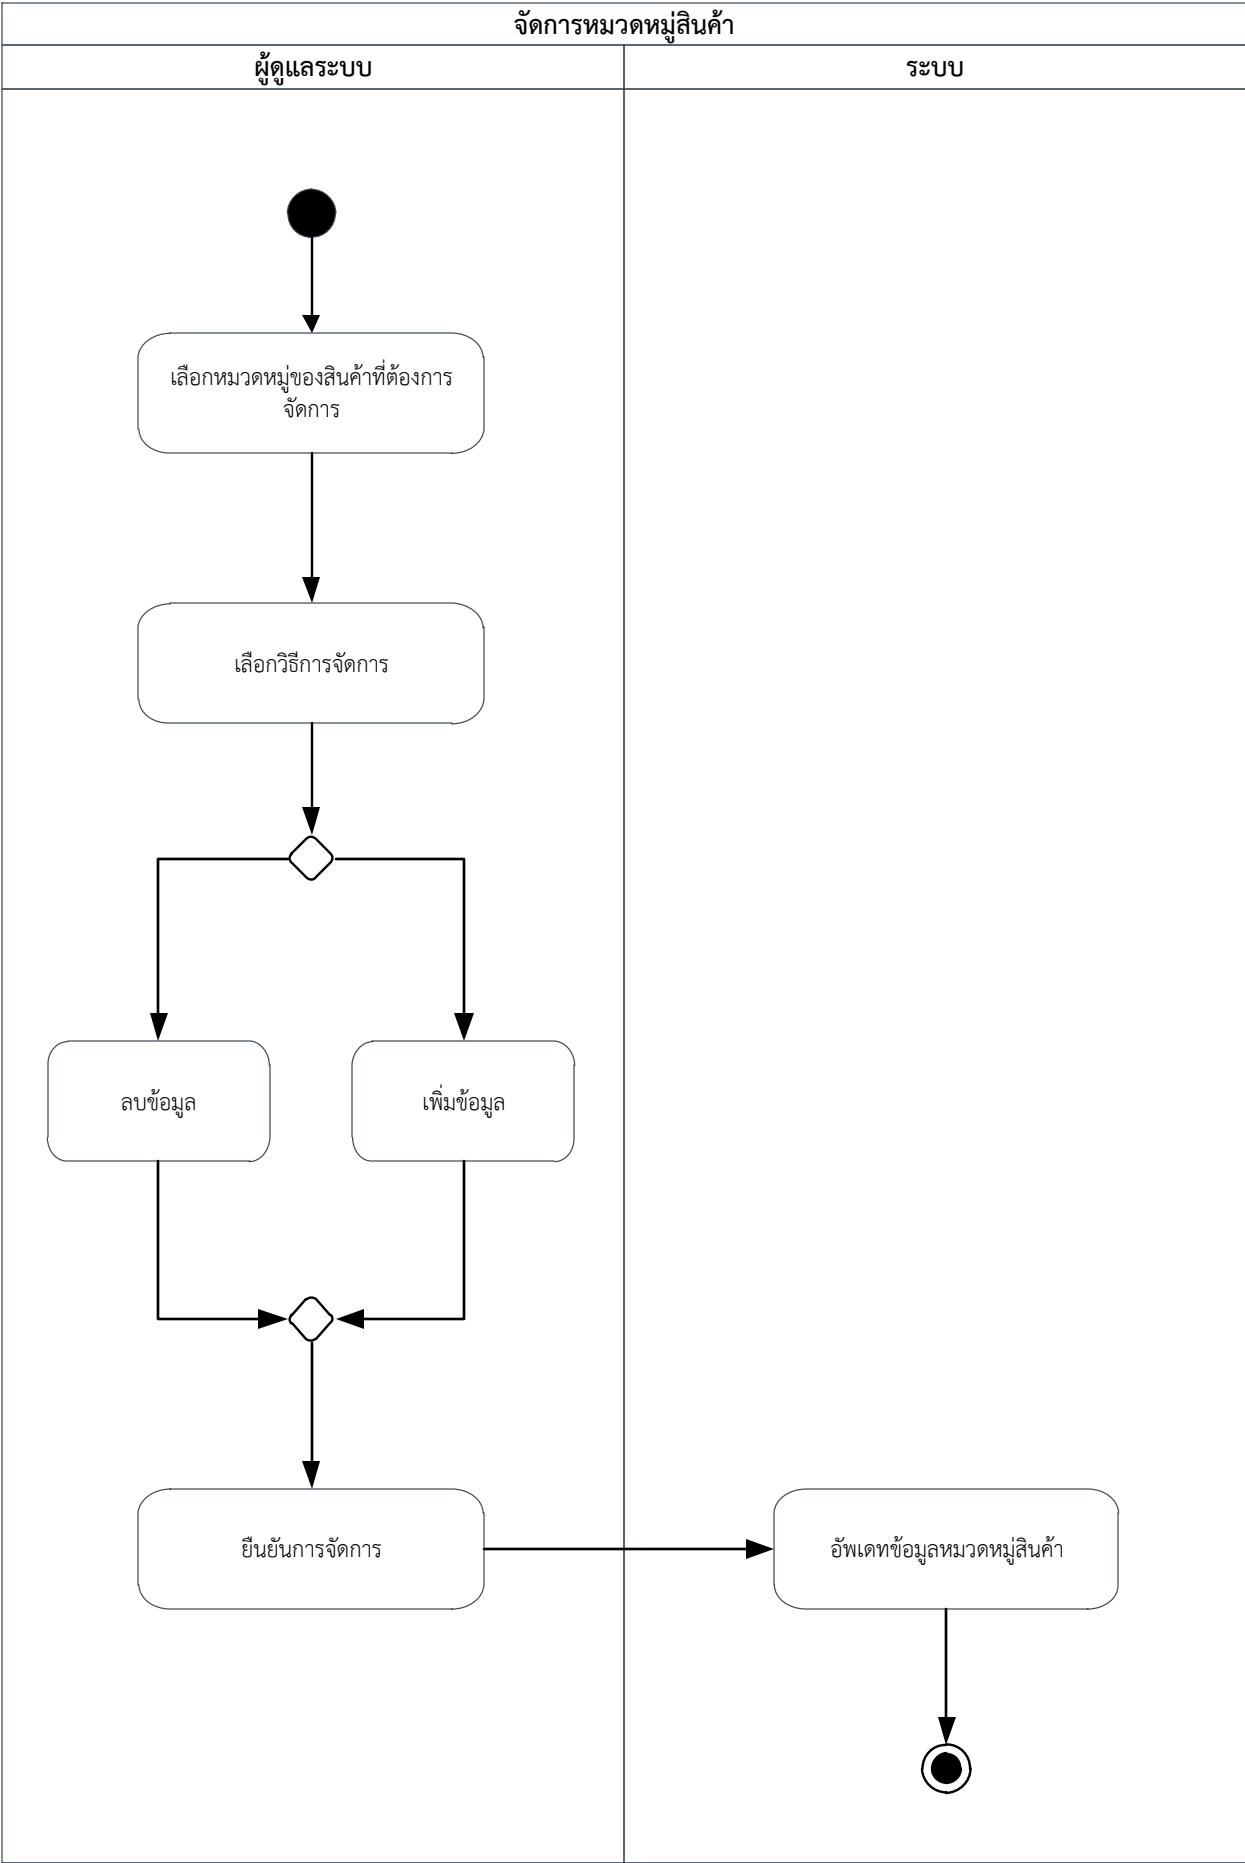 จัดการหมวดหมู่สินค้า
ผู้ดูแลระบบ
ระบบ
เลือกหมวดหมู่ของสินค้าที่ต้องการ
จัดการ
เลือกวิธีการจัดการ
ลบข้อมูล
เพิ่มข้อมูล
ยืนยันการจัดการ
อัพเดทข้อมูลหมวดหมู่สินค้า